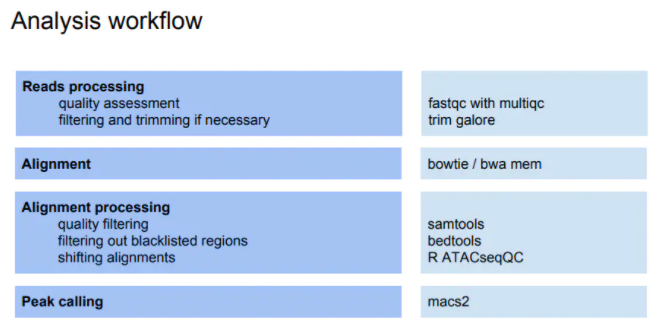 Analysis workflow
Reads processing
quality assessment
filtering and trimming if necessary
fastqc with multiqc
trim galore
Alignment
bowtie / bwa mem
Alignment processing
quality filtering
filtering out blacklisted regions
shifting alignments
samtools
bedtools
R ATACseqQC
Peak calling
macs2